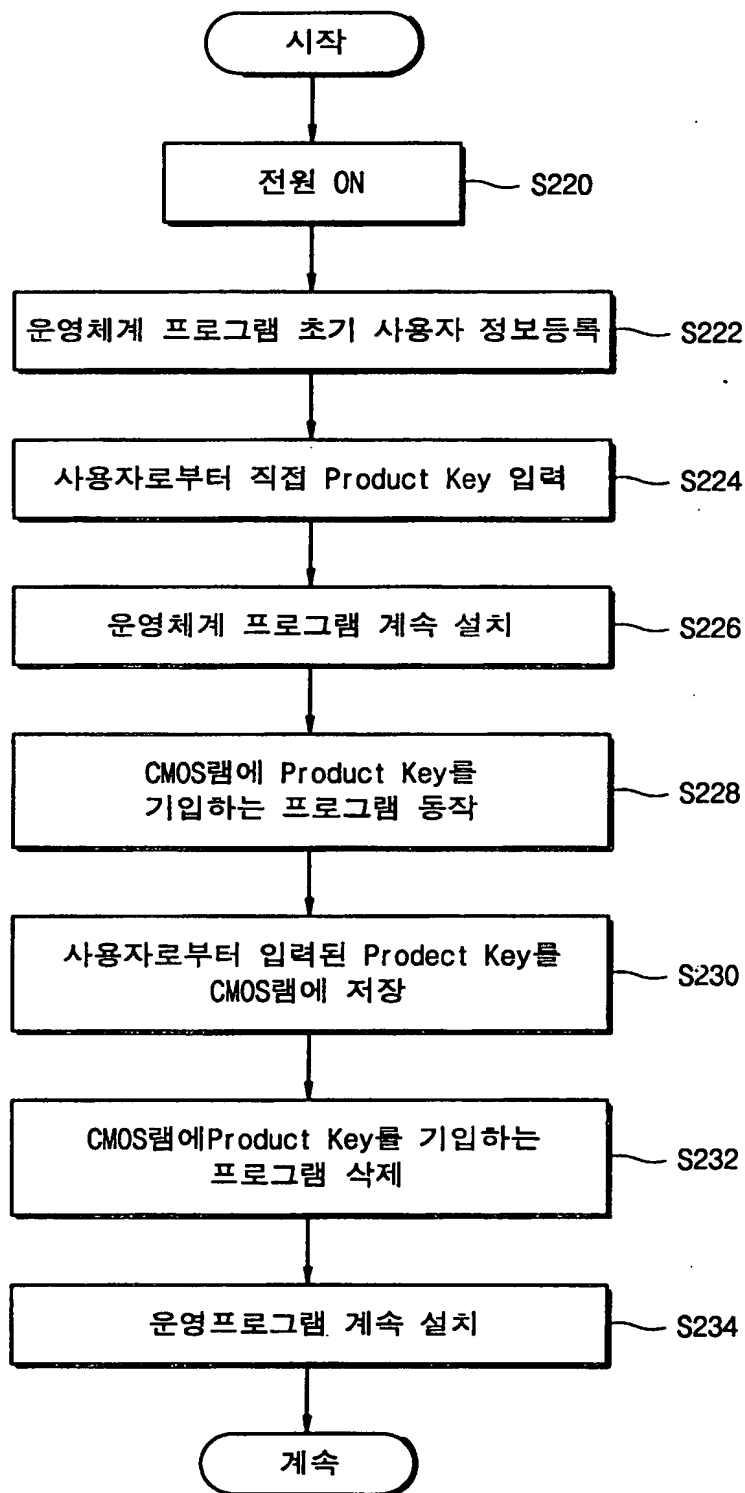 시작
전원 ON
S220
운영체계 프로그램 초기 사용자 정보등록
S222
사용자로부터 직접 Product Key 입력
S224
운영체계 프로그램 계속 설치
S226
CMOS램에 Product Key를
기입하는 프로그램 동작
S228
사용자로부터 입력된 Prodect Key를
CMOS램에 저장
S230
CMOS램에Product Key를 기입하는
프로그램 삭제
S232
운영프로그램 계속 설치
S234
계속